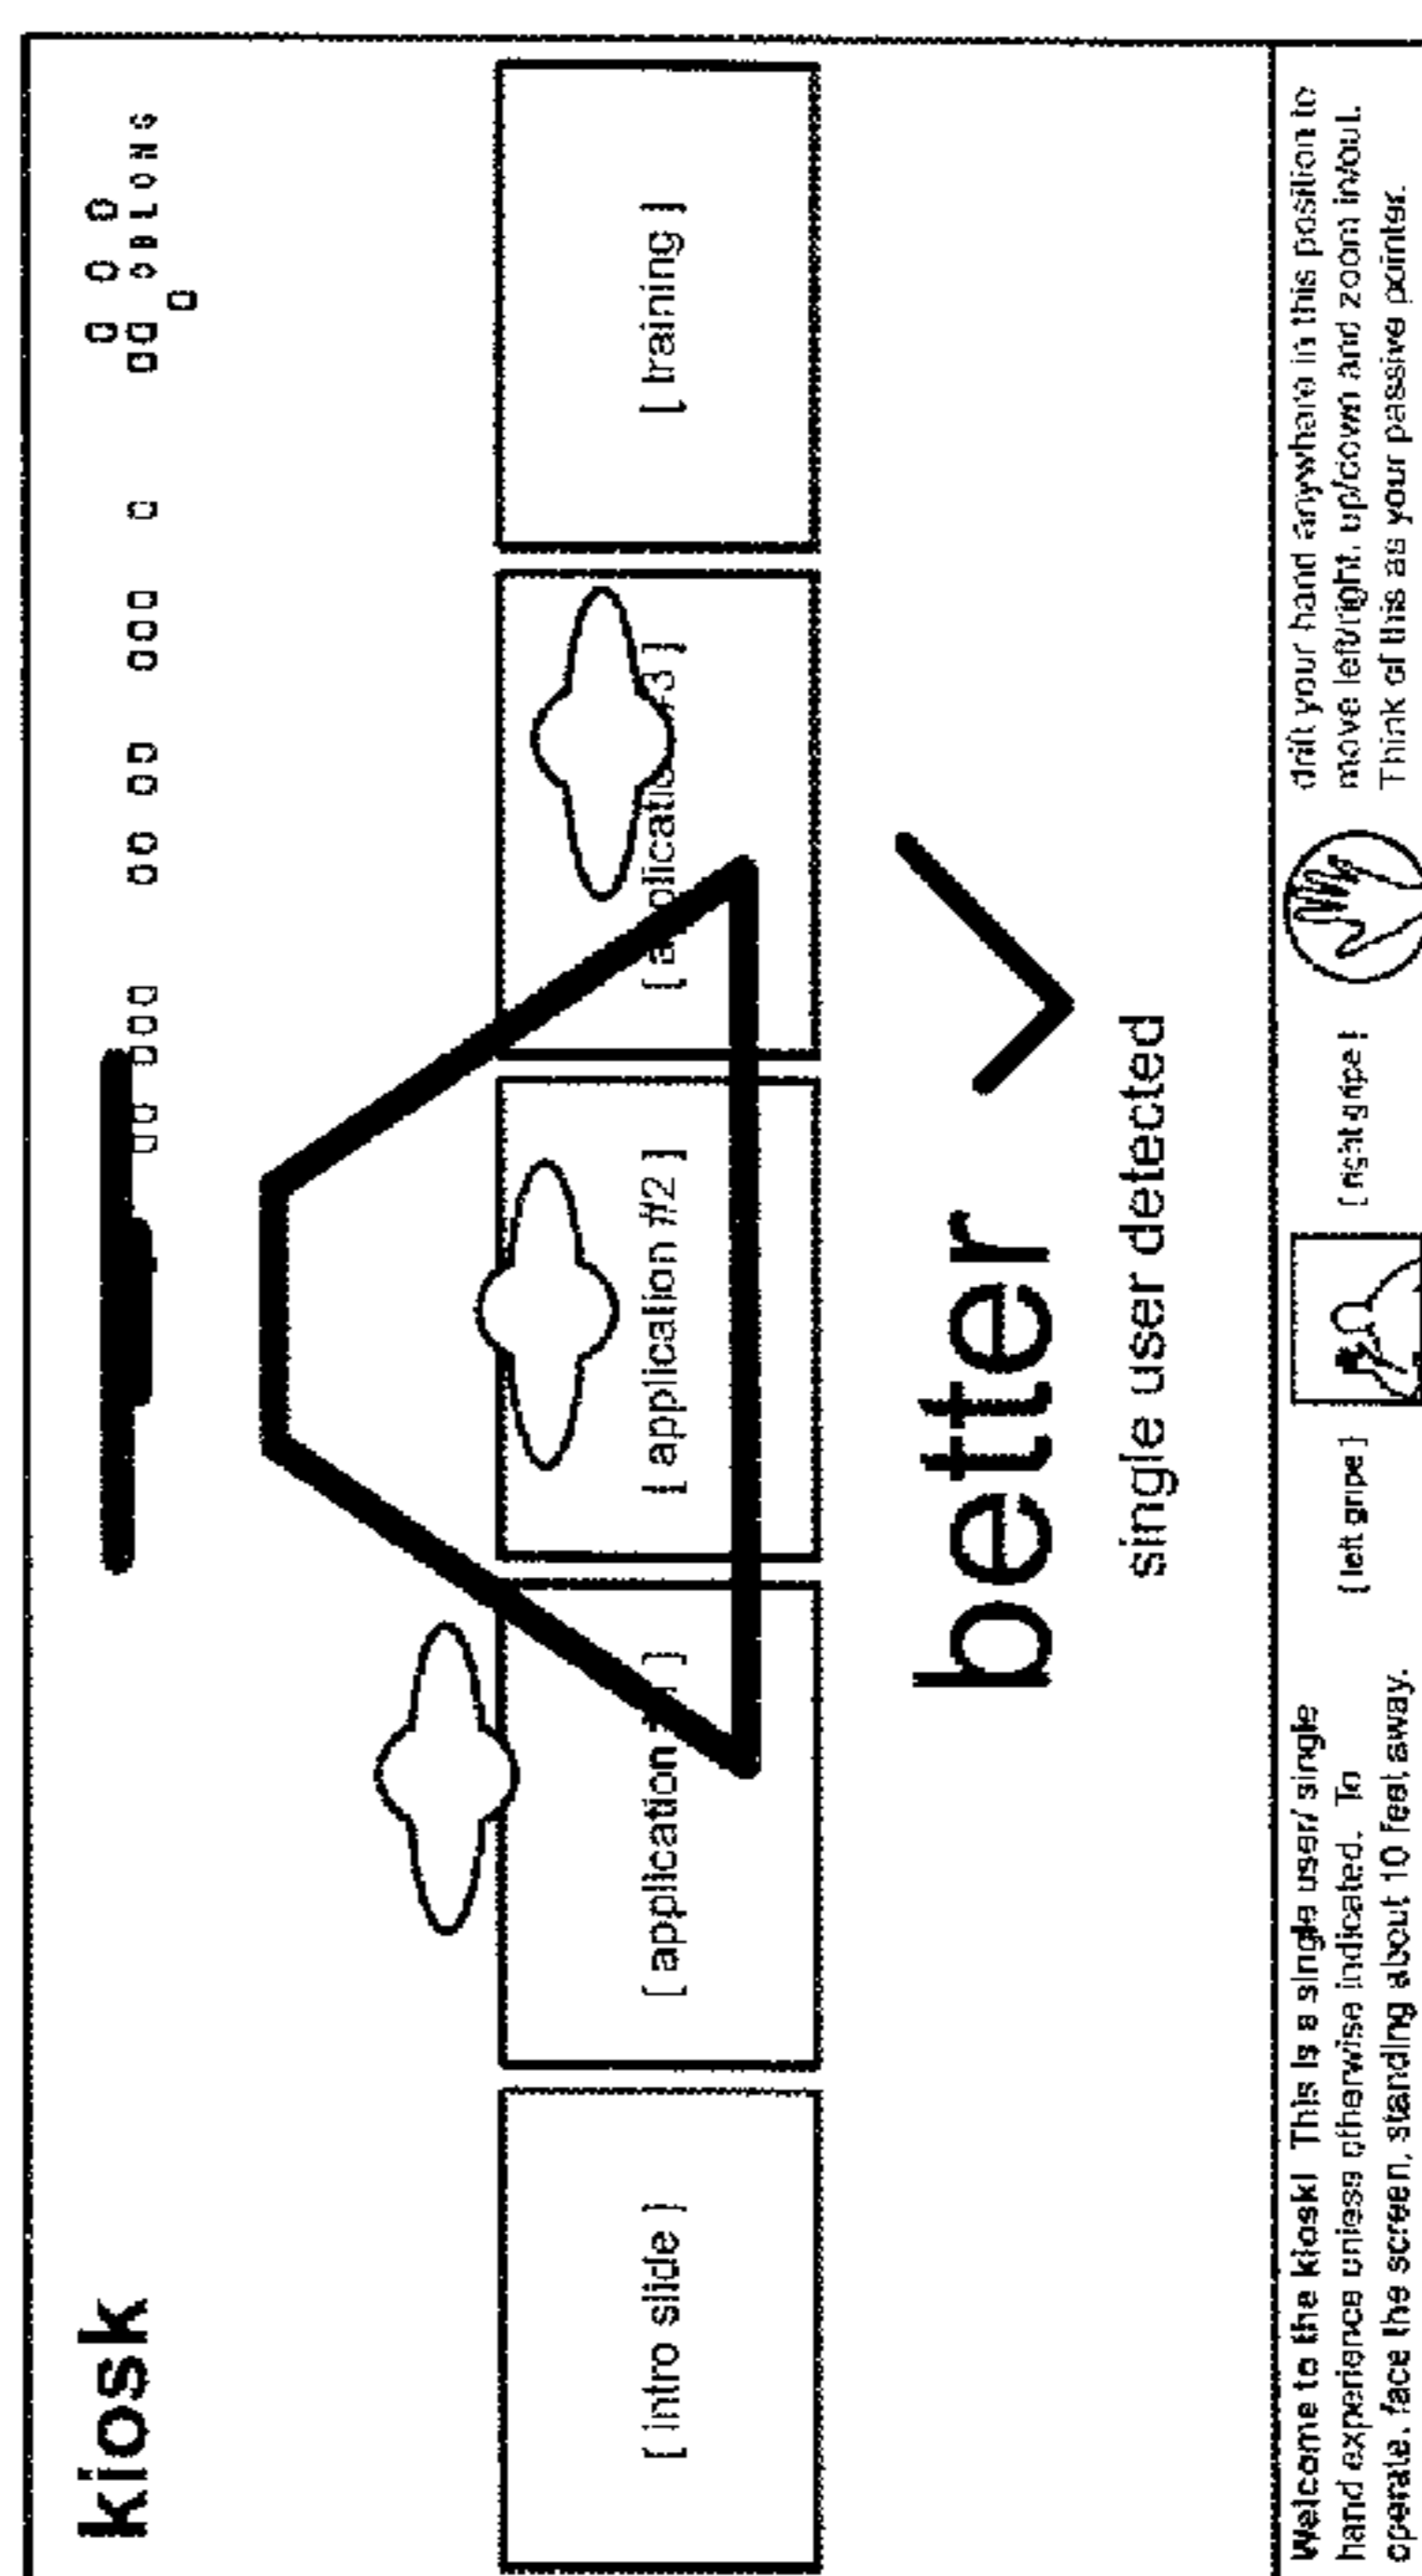 kiosk
OBLONG
[ intro slide ]
[ application ]
[ application #2 ]
[ 3 ]
[ training ]
better
single user detected
Welcome to the kiosk! This is a single user/ single
hand experience unless otherwise indicated. To
operate, face the screen, standing about 10 feet away.
[ left gripe ]
[ right gripe ]
drift your hand anywhere in this position to
move left/right, up/down and zoom in/out.
Think of this as your passive pointer.